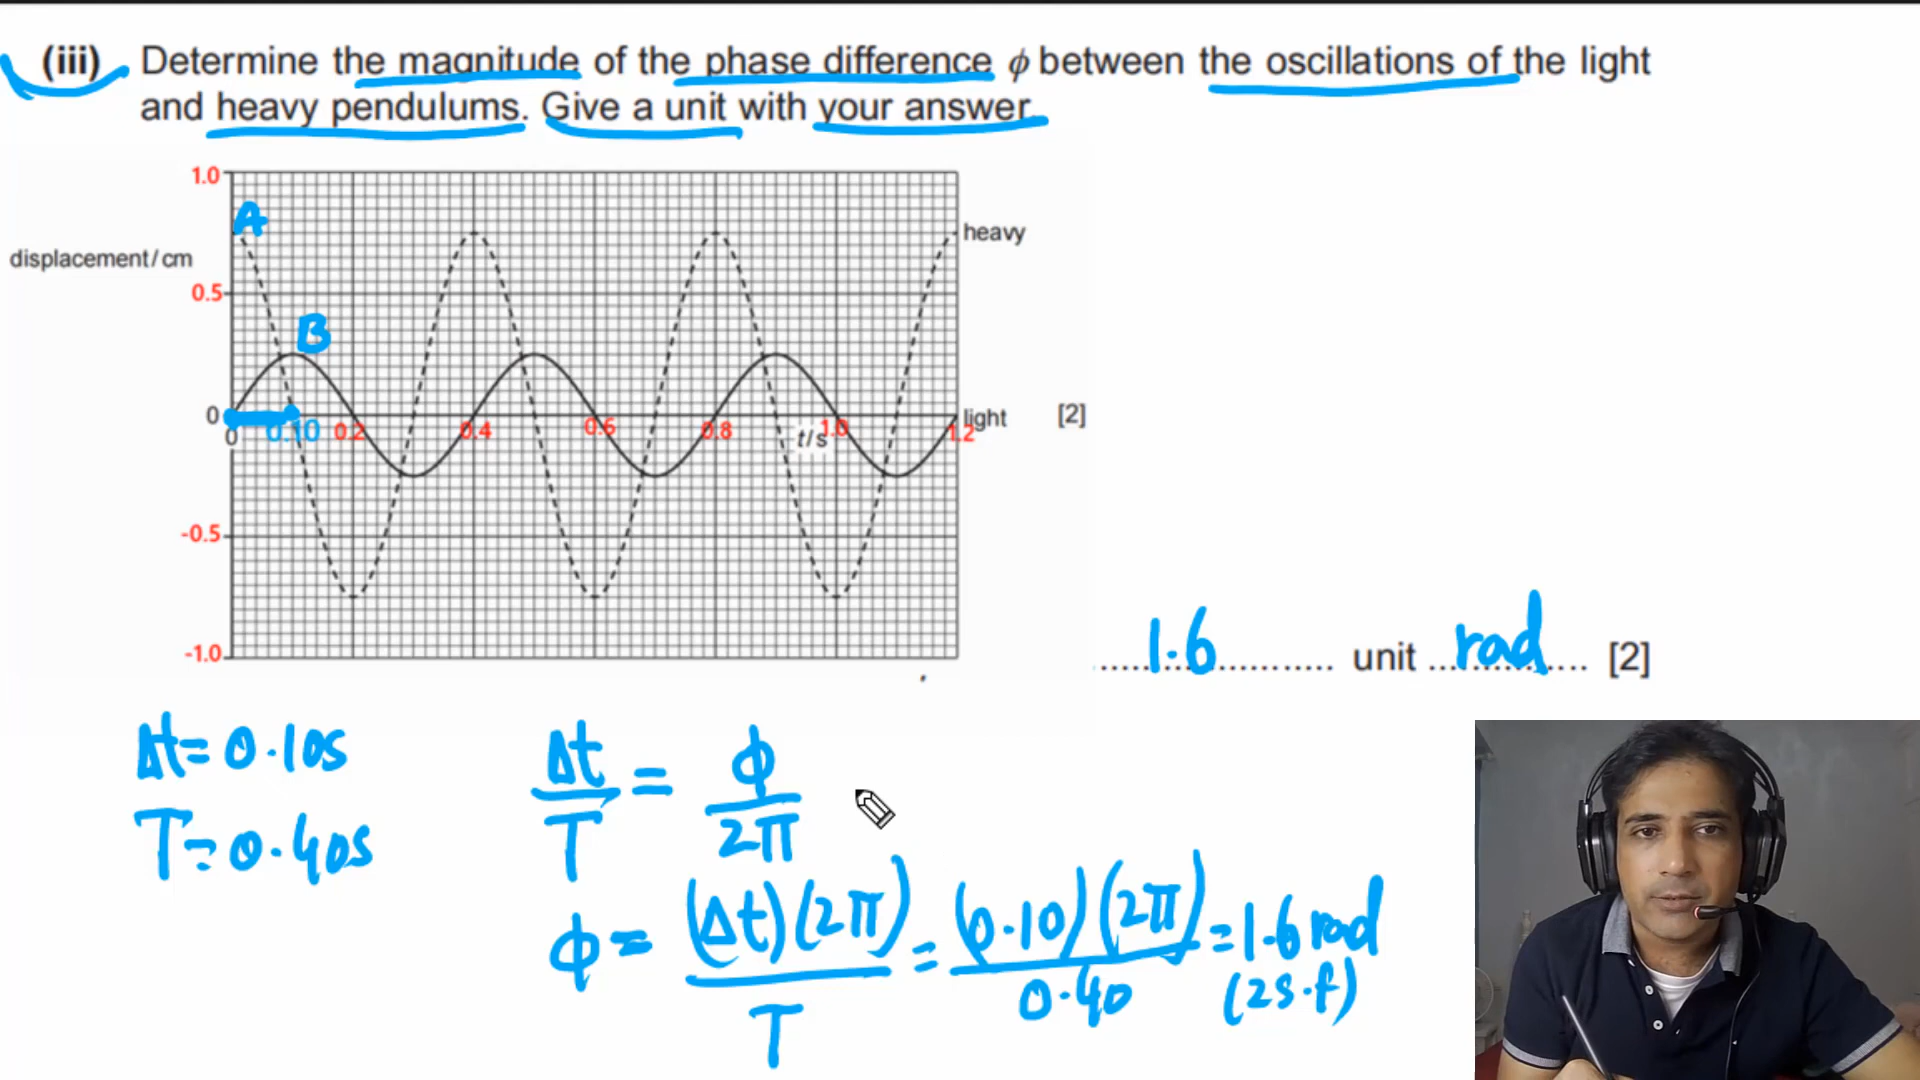 (iii) Determine the magnitude of the phase difference ϕ between the oscillations of the light
and heavy pendulums. Give a unit with your answer.
1.0
A
heavy
displacement/cm
0.5
B
0
light
[2]
0
0.10
0.2
0.4
0.6
0.8
t/s
1.0
1.2
-0.5
-1.0
1.6 unit rad [2]
Δt = 0.10s
T = 0.40s
Δt/T = ϕ/2π
ϕ = (Δt)(2π)/T = (0.10)(2π)/0.40 = 1.6 rad
(2s.f)